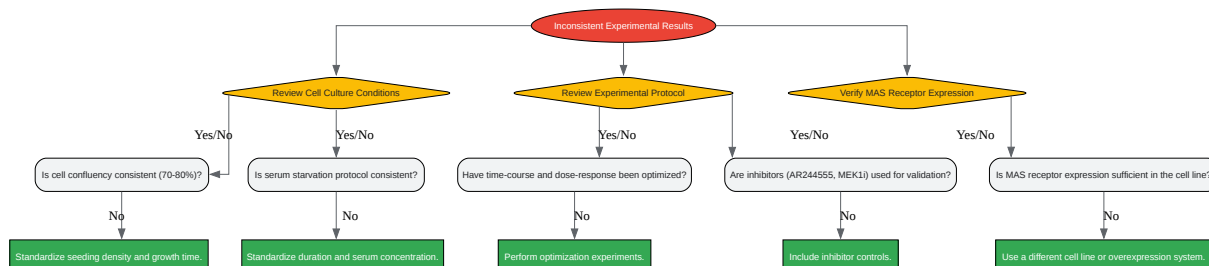 Inconsistent Experimental Results
Review Cell Culture Conditions
Review Experimental Protocol
Verify MAS Receptor Expression
Yes/No
Yes/No
Yes/No
Yes/No
Yes/No
Is cell confluency consistent (70-80%)?
Is serum starvation protocol consistent?
Have time-course and dose-response been optimized?
Are inhibitors (AR244555, MEK1i) used for validation?
Is MAS receptor expression sufficient in the cell line?
No
No
No
No
No
Standardize seeding density and growth time.
Standardize duration and serum concentration.
Perform optimization experiments.
Include inhibitor controls.
Use a different cell line or overexpression system.